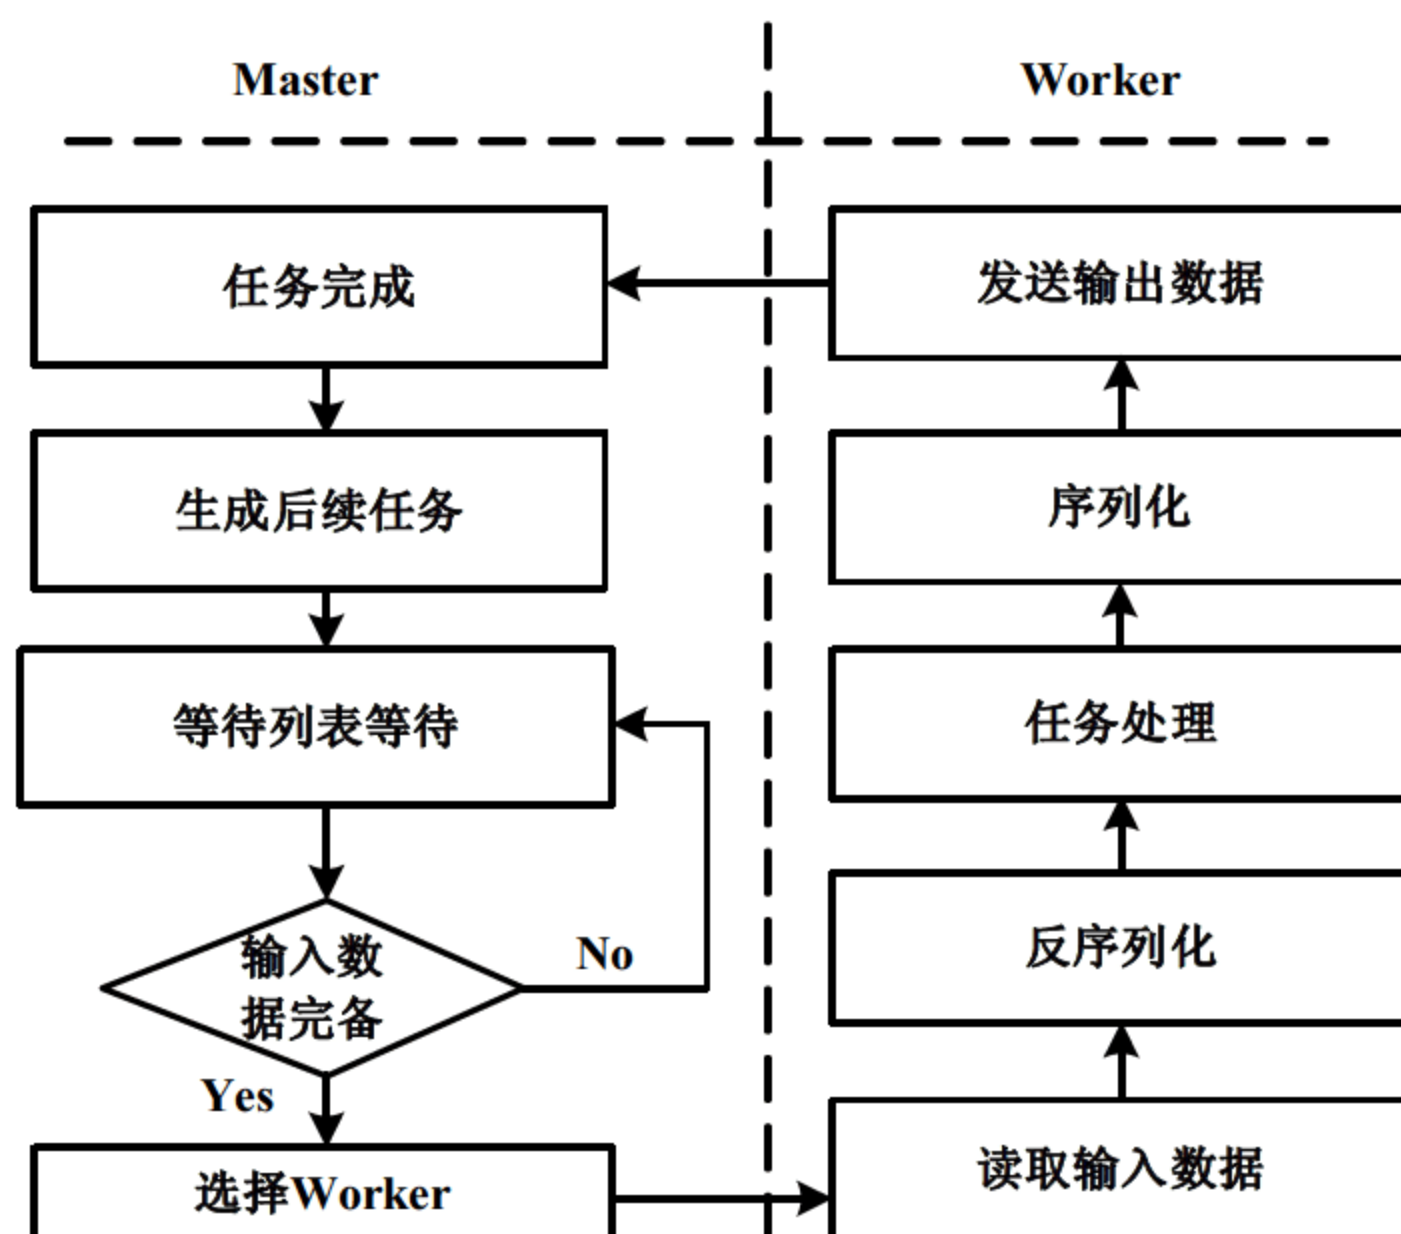 Master
Worker
任务完成
发送输出数据
生成后续任务
序列化
等待列表等待
任务处理
输入数
据完备
No
反序列化
Yes
选择Worker
读取输入数据